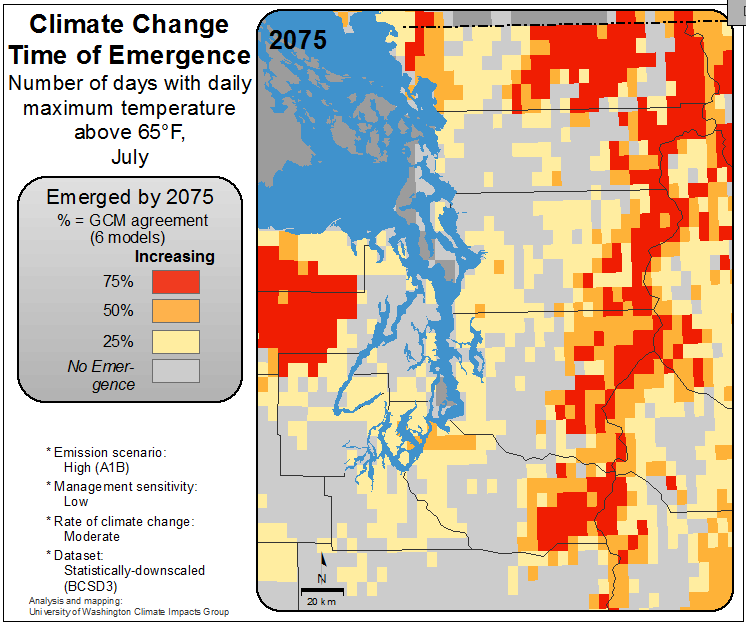 Climate Change
Time of Emergence
Number of days with daily
maximum temperature
above 65°F,
July
Emerged by 2075
% = GCM agreement
(6 models)
Increasing
75%
50%
25%
No Emer-
gence
* Emission scenario:
High (A1B)
* Management sensitivity:
Low
* Rate of climate change:
Moderate
* Dataset:
Statistically-downscaled
(BCSD3)
Analysis and mapping:
University of Washington Climate Impacts Group
2075
N
20 km